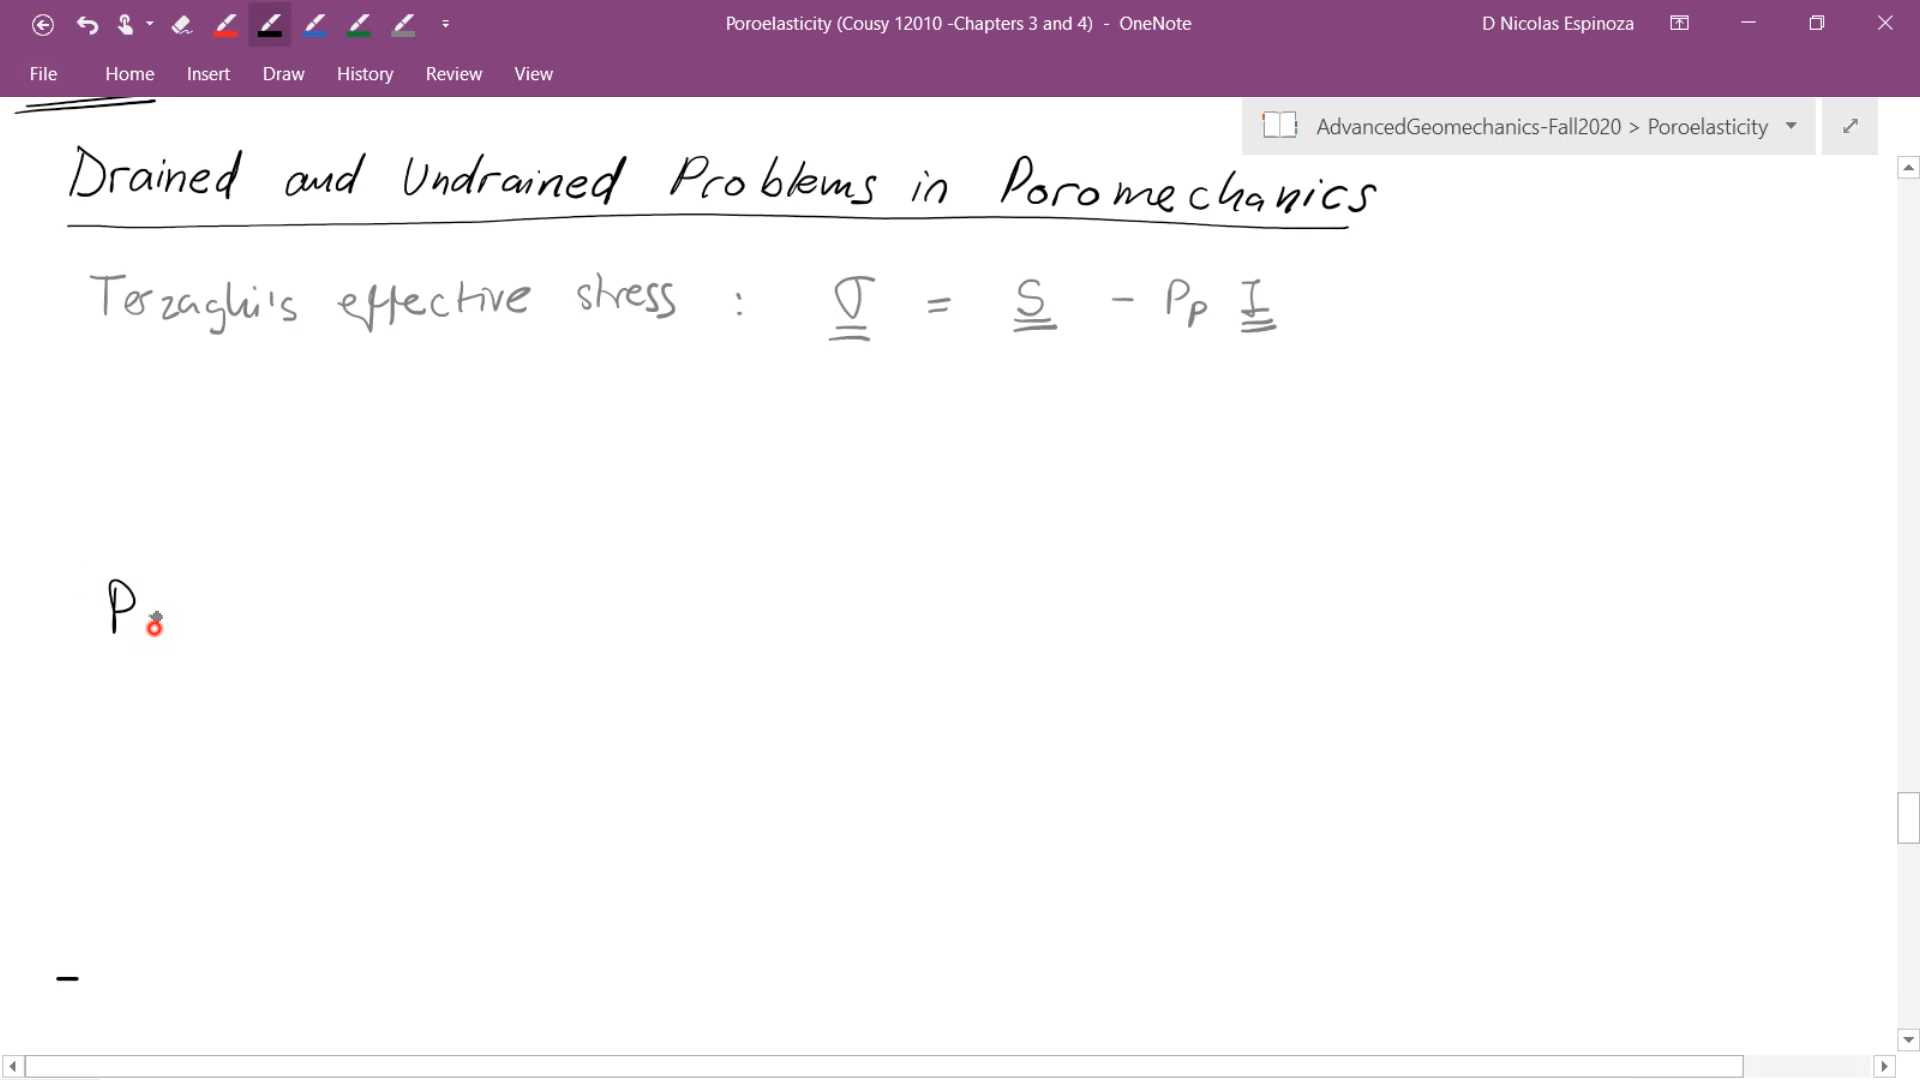 Poroelasticity (Cousy 12010 -Chapters 3 and 4) - OneNote
D Nicolas Espinoza
File Home Insert Draw History Review View
AdvancedGeomechanics-Fall2020 > Poroelasticity
Drained and Undrained Problems in Poromechanics
Terzaghi's effective stress : σ = S - Pp I
P